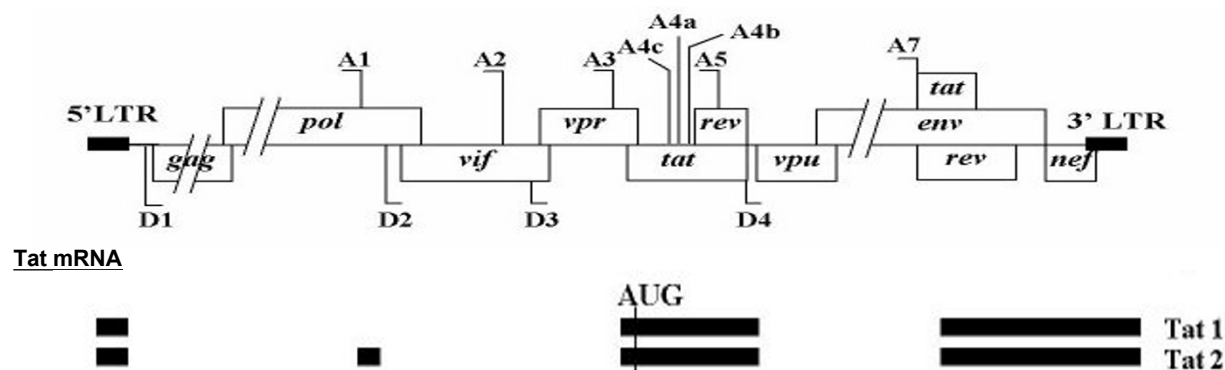 A4a
A4c
A4b
A1
A2
A3
A5
A7
5'LTR
gag
pol
vif
vpr
tat
rev
vpu
env
tat
rev
nef
3' LTR
D1
D2
D3
D4
Tat mRNA
AUG
Tat 1
Tat 2